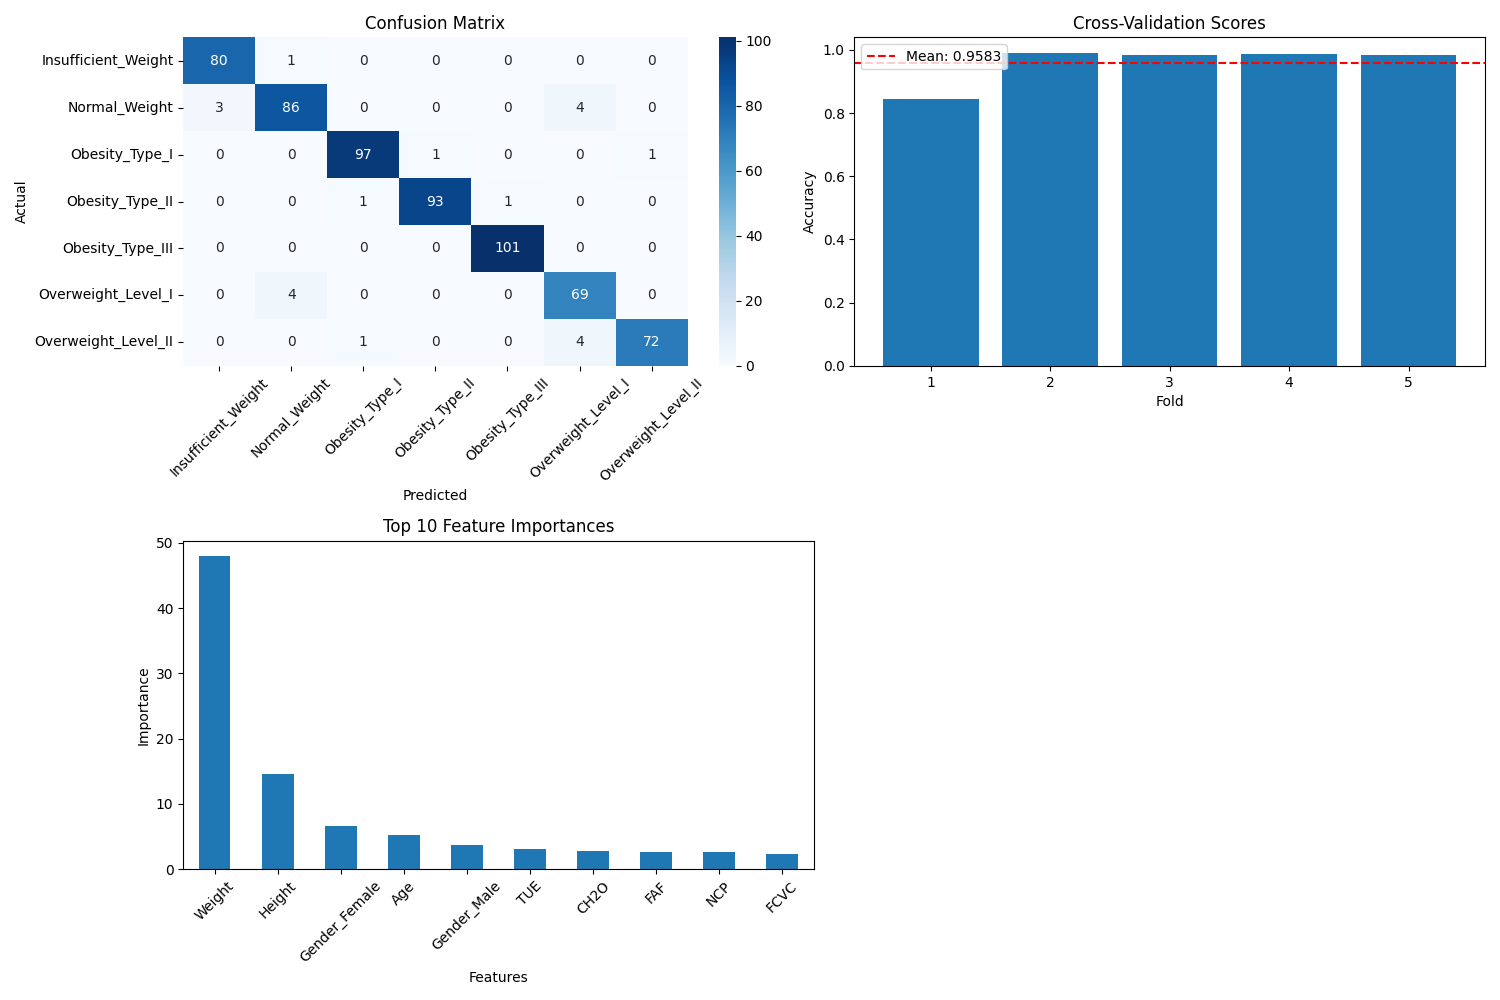 Confusion Matrix
Actual
Insufficient_Weight 80 1 0 0 0 0 0
Normal_Weight 3 86 0 0 0 4 0
Obesity_Type_I 0 0 97 1 0 0 1
Obesity_Type_II 0 0 1 93 1 0 0
Obesity_Type_III 0 0 0 0 101 0 0
Overweight_Level_I 0 4 0 0 0 69 0
Overweight_Level_II 0 0 1 0 0 4 72
Insufficient_Weight Normal_Weight Obesity_Type_I Obesity_Type_II Obesity_Type_III Overweight_Level_I Overweight_Level_II
Predicted
100
80
60
40
20
0
Cross-Validation Scores
Mean: 0.9583
Accuracy
1.0
0.8
0.6
0.4
0.2
0.0
1 2 3 4 5
Fold
Top 10 Feature Importances
Importance
50
40
30
20
10
0
Weight Height Gender_Female Age Gender_Male TUE CH2O FAF NCP FCVC
Features